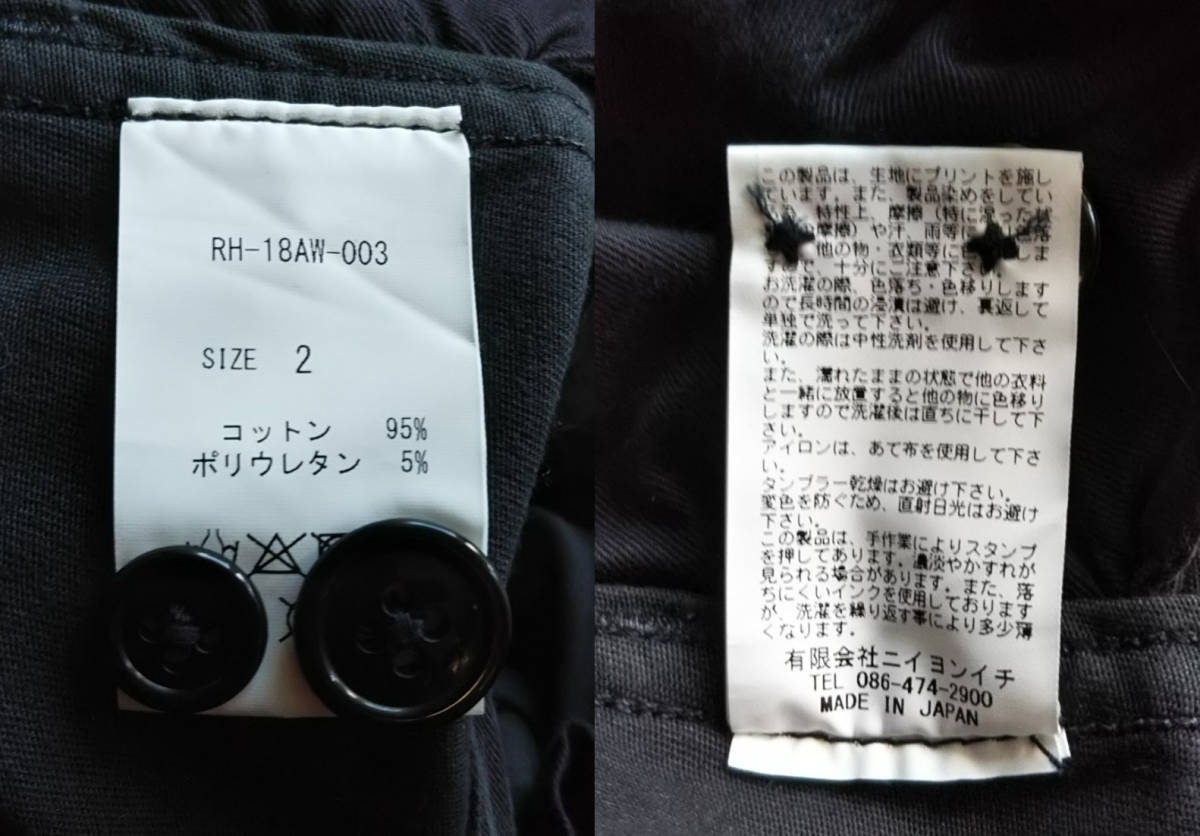 RH-18AW-003
SIZE 2
コットン 95%
ポリウレタン 5%
この製品は、生地にプリントを施し
ています。また、製品染めをしてい
特性上、摩擦(特に湿った状
摩擦)や汗、雨等に
他の物・衣類等に
すので、十分にご注意下さい。
お洗濯の際、色落ち・色移りします
ので長時間の浸漬は避け、裏返して
単独で洗って下さい。
洗濯の際は中性洗剤を使用して下さ
い。
また、濡れたままの状態で他の衣料
と一緒に放置すると他の物に色移り
しますので洗濯後は直ちに干して下
さい。
アイロンは、あて布を使用して下さ
い。
タンブラー乾燥はお避け下さい。
変色を防ぐため、直射日光はお避け
下さい。
この製品は、手作業によりスタンプ
を押してあります。濃淡やかすれが
見られる場合があります。また、落
ちにくいインクを使用しております
が、洗濯を繰り返す事により多少薄
くなります。
有限会社ニイヨンイチ
TEL 086-474-2900
MADE IN JAPAN